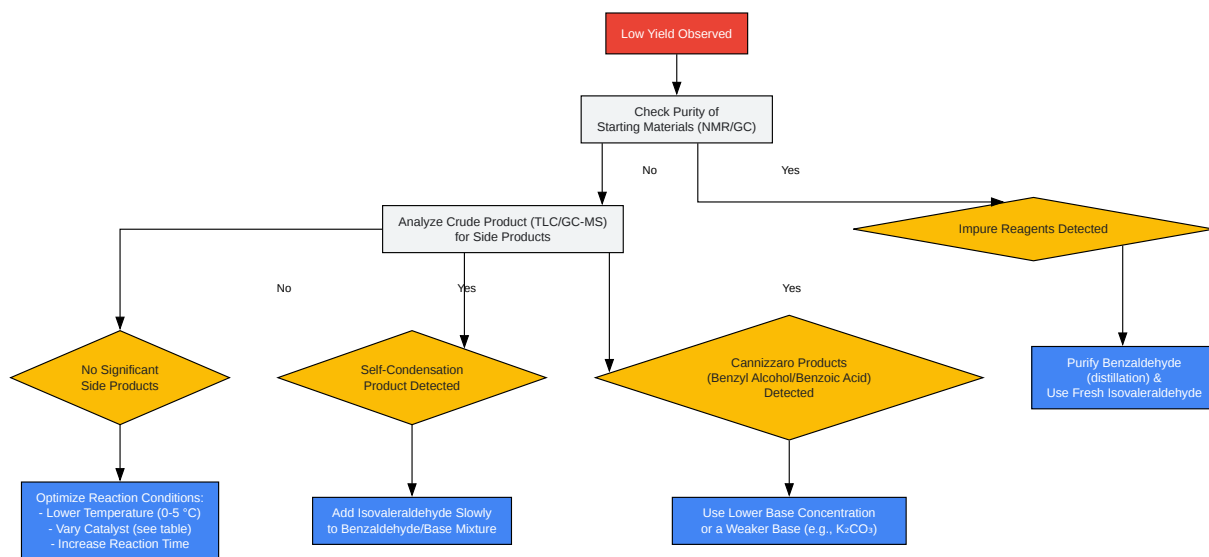 Low Yield Observed
Check Purity of
Starting Materials (NMR/GC)
No
Yes
Analyze Crude Product (TLC/GC-MS)
for Side Products
Impure Reagents Detected
No
Yes
Yes
No Significant
Side Products
Self-Condensation
Product Detected
Cannizzaro Products
(Benzyl Alcohol/Benzoic Acid)
Detected
Purify Benzaldehyde
(distillation) &
Use Fresh Isovaleraldehyde
Optimize Reaction Conditions:
- Lower Temperature (0-5 °C)
- Vary Catalyst (see table)
- Increase Reaction Time
Add Isovaleraldehyde Slowly
to Benzaldehyde/Base Mixture
Use Lower Base Concentration
or a Weaker Base (e.g., K₂CO₃)